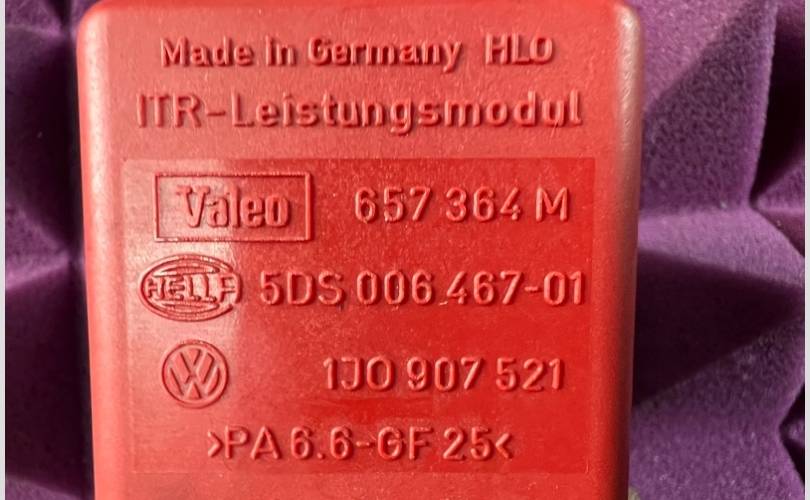 Made in Germany HLO
ITR-Leistungsmodul
Valeo 657 364 M
HELLA 5DS 006 467-01
VW 1J0 907 521
>PA 6.6-GF 25<